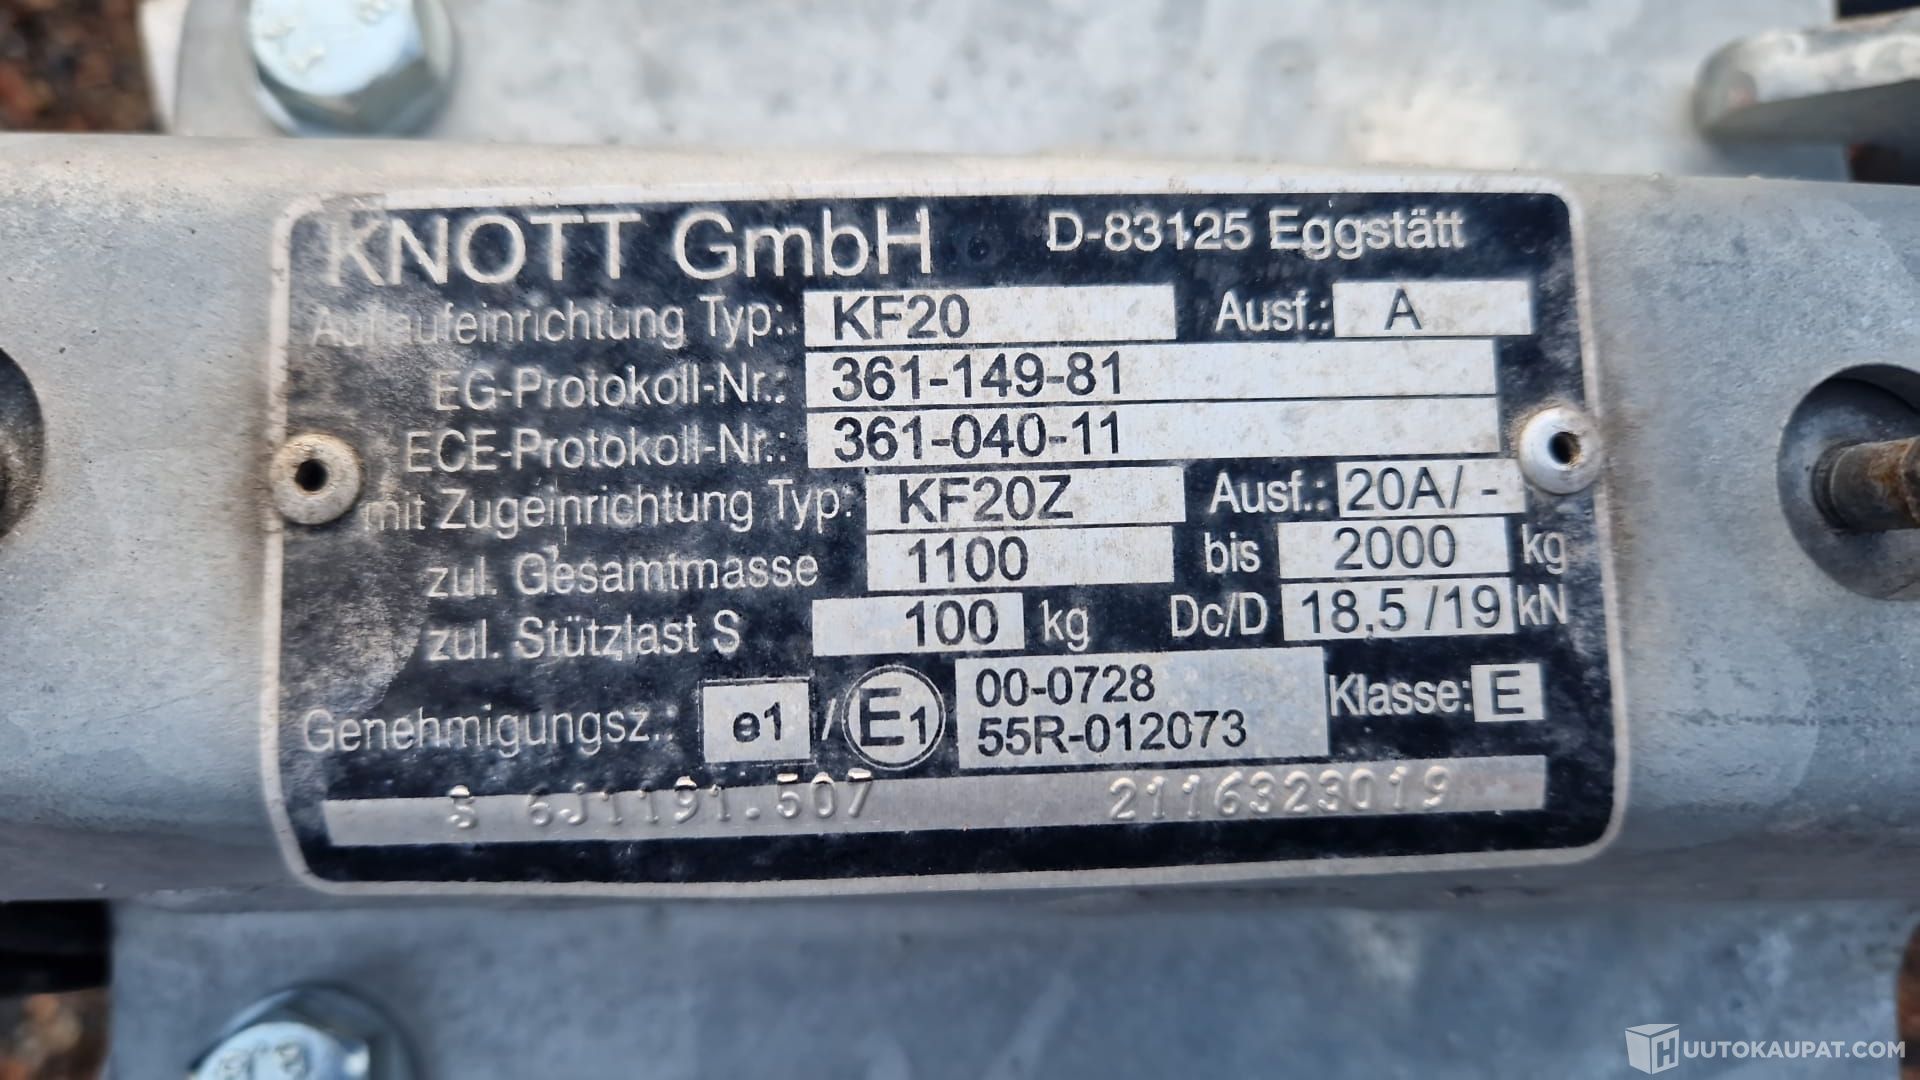 KNOTT GmbH D-83125 Eggstätt
Auflaufeinrichtung Typ: KF20 Ausf.: A
EG-Protokoll-Nr.: 361-149-81
ECE-Protokoll-Nr.: 361-040-11
mit Zugeinrichtung Typ: KF20Z Ausf.: 20A/ -
zul. Gesamtmasse 1100 bis 2000 kg
zul. Stützlast S 100 kg Dc/D 18,5 /19 kN
Genehmigungsz.: e1 / E1 00-0728 Klasse: E
55R-012073
S 6J1191.507 2116323019
HUUTOKAUPAT.COM